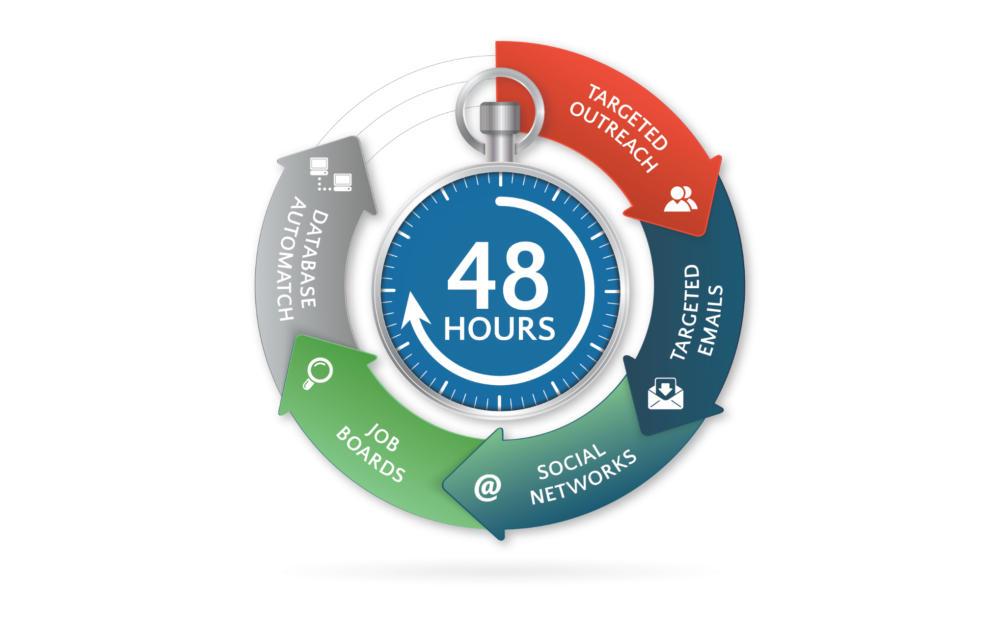 TARGETED
OUTREACH
TARGETED
EMAILS
SOCIAL
NETWORKS
@
JOB
BOARDS
DATABASE
AUTOMATCH
48
HOURS